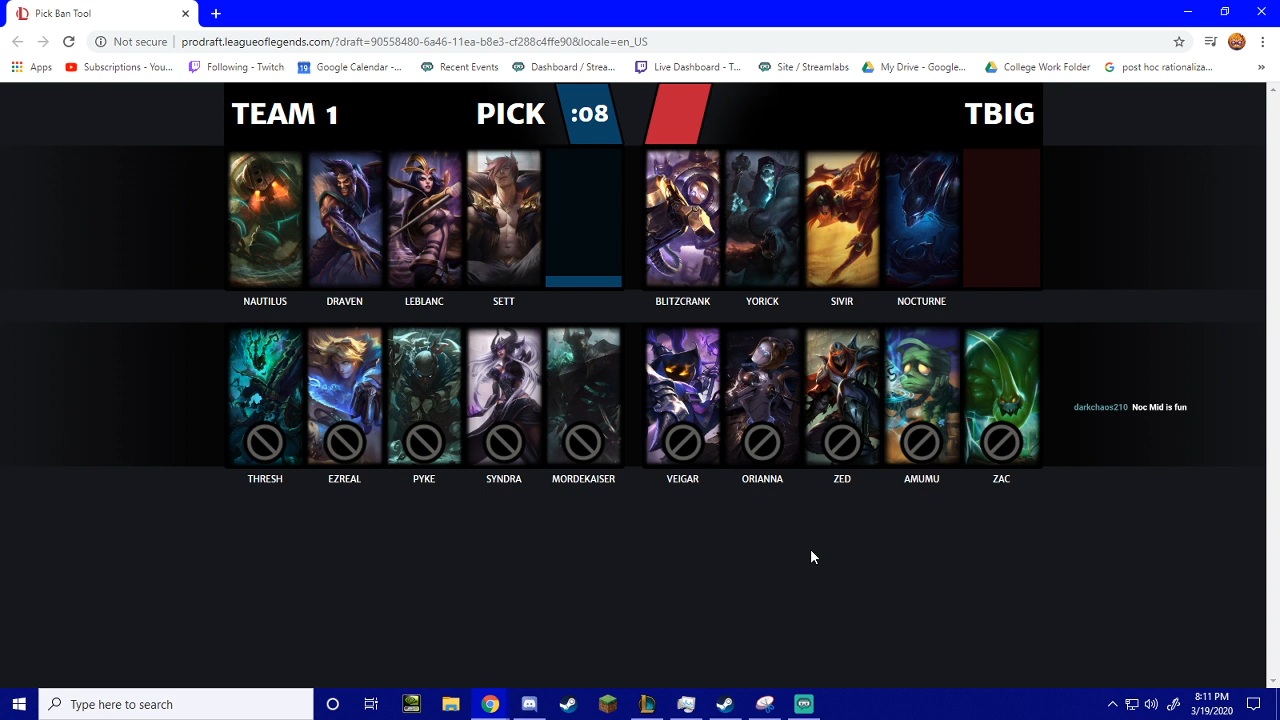 Pick Ban Tool
Not secure | prodraft.leagueoflegends.com/?draft=90558480-6a46-11ea-b8e3-cf288c4ffe90&locale=en_US
Apps Subscriptions - You... Following - Twitch 19 Google Calendar -... Recent Events Dashboard / Strea... Live Dashboard - T... Site / Streamlabs My Drive - Google... College Work Folder post hoc rationaliza... »
TEAM 1 PICK :08 TBIG
NAUTILUS DRAVEN LEBLANC SETT BLITZCRANK YORICK SIVIR NOCTURNE
darkchaos210 Noc Mid is fun
THRESH EZREAL PYKE SYNDRA MORDEKAISER VEIGAR ORIANNA ZED AMUMU ZAC
Type here to search
8:11 PM
3/19/2020